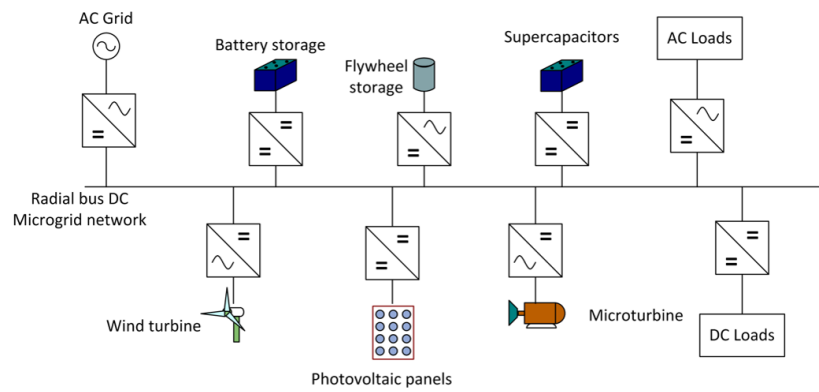 AC Grid
Battery storage
Flywheel
storage
Supercapacitors
AC Loads
Radial bus DC
Microgrid network
Wind turbine
Photovoltaic panels
Microturbine
DC Loads